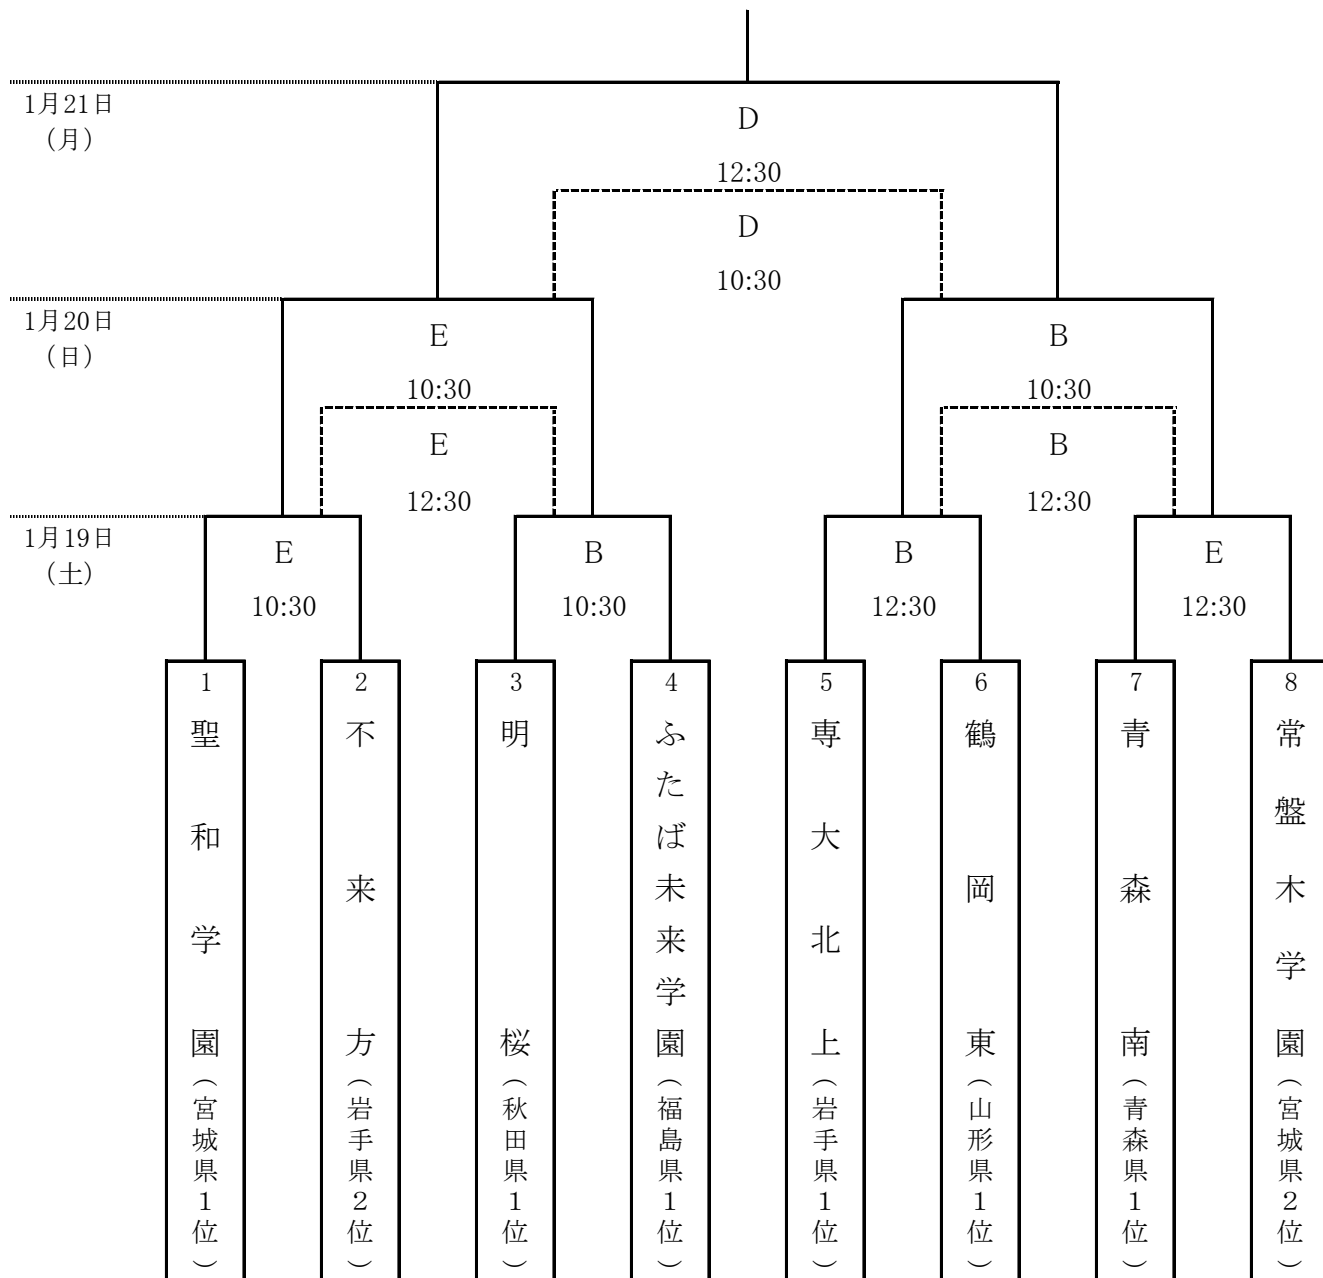 1月21日
（月）
D
12:30
D
10:30
1月20日
（日）
E
10:30
E
12:30
B
10:30
B
12:30
1月19日
（土）
E
10:30
B
10:30
B
12:30
E
12:30
1
聖和学園（宮城県１位）
2
不来方（岩手県２位）
3
明桜（秋田県１位）
4
ふたば未来学園（福島県１位）
5
専大北上（岩手県１位）
6
鶴岡東（山形県１位）
7
青森南（青森県１位）
8
常盤木学園（宮城県２位）